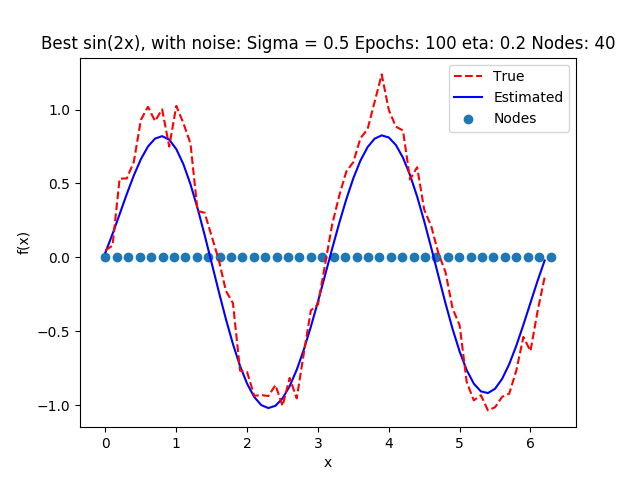 Best sin(2x), with noise: Sigma = 0.5 Epochs: 100 eta: 0.2 Nodes: 40
True
Estimated
Nodes
1.0
0.5
0.0
−0.5
−1.0
f(x)
0 1 2 3 4 5 6
x